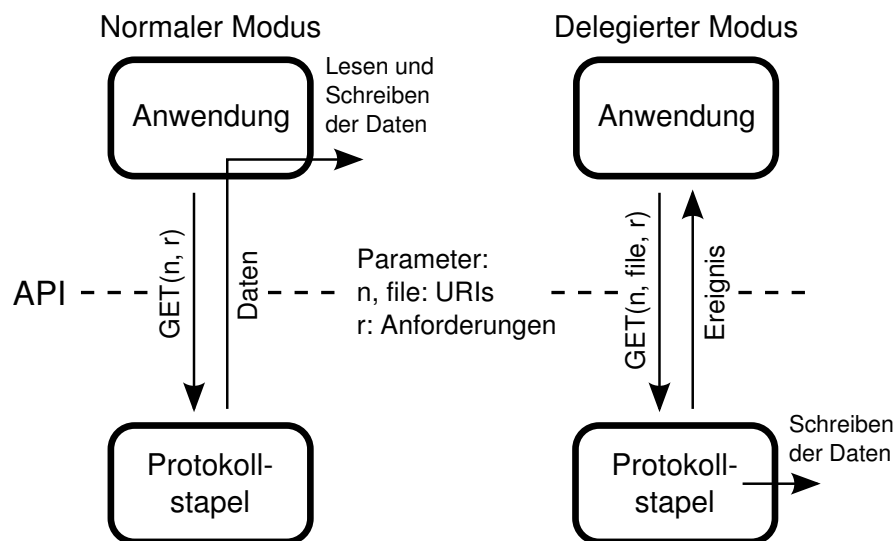 Normaler Modus
Delegierter Modus
Anwendung
Lesen und
Schreiben
der Daten
Anwendung
API
GET(n, r)
Daten
Parameter:
n, file: URIs
r: Anforderungen
GET(n, file, r)
Ereignis
Protokoll-
stapel
Protokoll-
stapel
Schreiben
der Daten